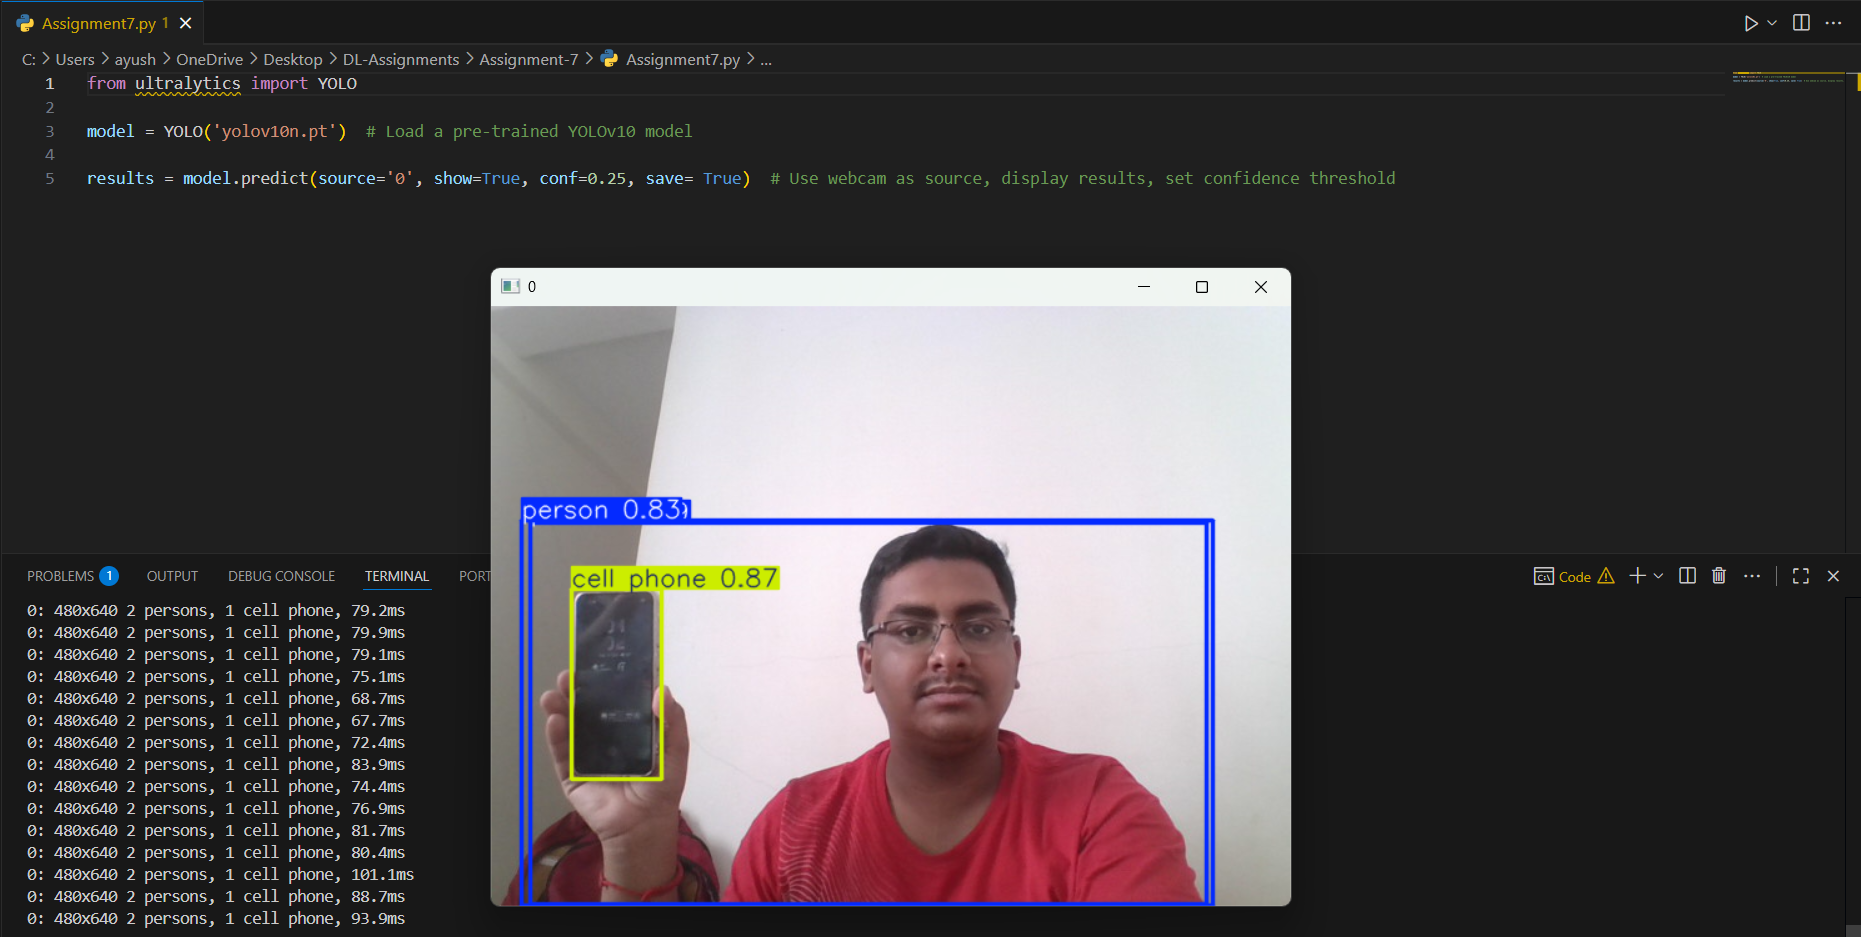 Assignment7.py 1
C: > Users > ayush > OneDrive > Desktop > DL-Assignments > Assignment-7 > Assignment7.py > ...
1 from ultralytics import YOLO
2
3 model = YOLO('yolov10n.pt')  # Load a pre-trained YOLOv10 model
4
5 results = model.predict(source='0', show=True, conf=0.25, save= True)  # Use webcam as source, display results, set confidence threshold
0
person 0.83
cell phone 0.87
PROBLEMS 1 OUTPUT DEBUG CONSOLE TERMINAL PORT
Code
0: 480x640 2 persons, 1 cell phone, 79.2ms
0: 480x640 2 persons, 1 cell phone, 79.9ms
0: 480x640 2 persons, 1 cell phone, 79.1ms
0: 480x640 2 persons, 1 cell phone, 75.1ms
0: 480x640 2 persons, 1 cell phone, 68.7ms
0: 480x640 2 persons, 1 cell phone, 67.7ms
0: 480x640 2 persons, 1 cell phone, 72.4ms
0: 480x640 2 persons, 1 cell phone, 83.9ms
0: 480x640 2 persons, 1 cell phone, 74.4ms
0: 480x640 2 persons, 1 cell phone, 76.9ms
0: 480x640 2 persons, 1 cell phone, 81.7ms
0: 480x640 2 persons, 1 cell phone, 80.4ms
0: 480x640 2 persons, 1 cell phone, 101.1ms
0: 480x640 2 persons, 1 cell phone, 88.7ms
0: 480x640 2 persons, 1 cell phone, 93.9ms